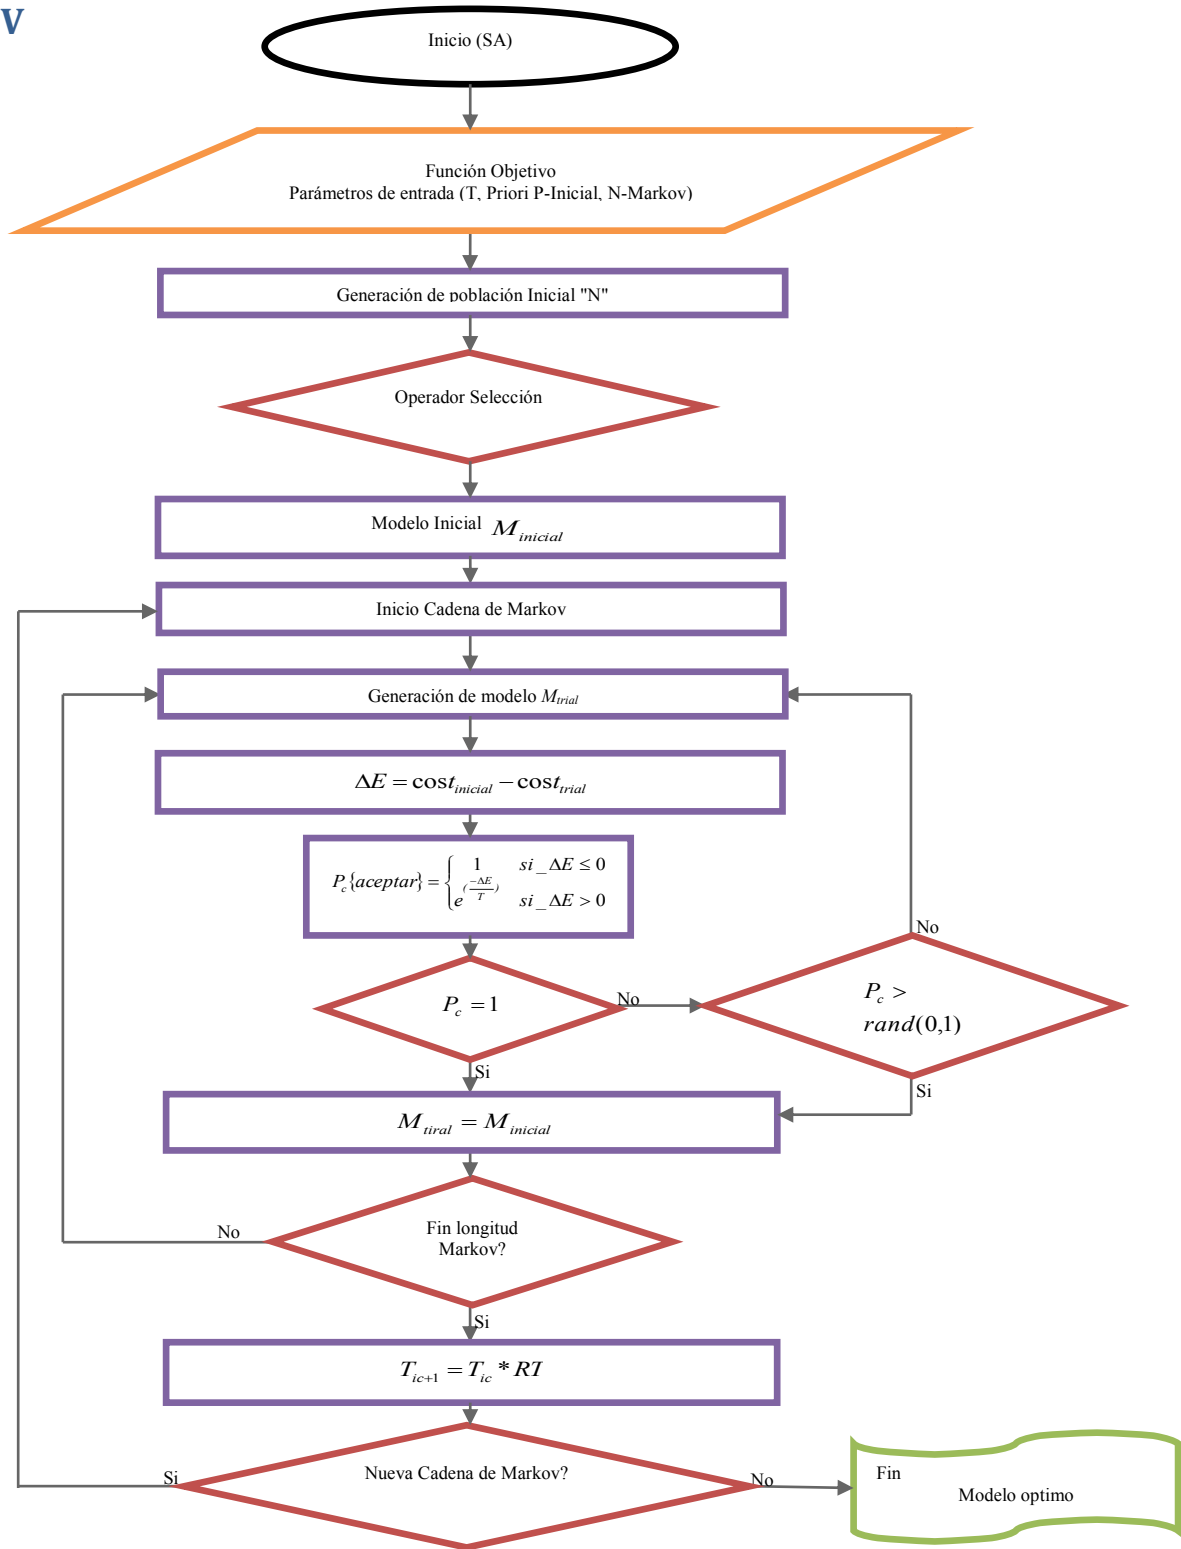 V
Inicio (SA)
Función Objetivo
Parámetros de entrada (T, Priori P-Inicial, N-Markov)
Generación de población Inicial "N"
Operador Selección
Modelo Inicial M_inicial
Inicio Cadena de Markov
Generación de modelo M_trial
ΔE = cost_inicial − cost_trial
P_c{aceptar} = { 1 si_ΔE ≤ 0
e^((−ΔE/T)) si_ΔE > 0
No
P_c = 1
No
P_c >
rand(0,1)
Si
Si
M_tiral = M_inicial
No
Fin longitud
Markov?
Si
T_ic+1 = T_ic * RT
Si
Nueva Cadena de Markov?
No
Fin
Modelo optimo